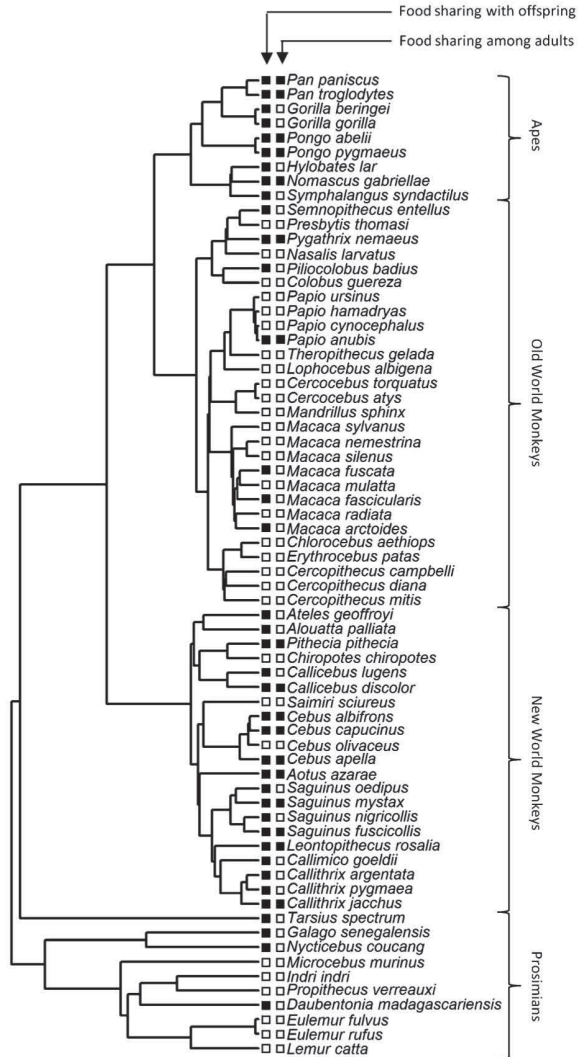 Food sharing with offspring
Food sharing among adults
Pan paniscus
Pan troglodytes
Gorilla beringei
Gorilla gorilla
Pongo abelii
Pongo pygmaeus
Hylobates lar
Nomascus gabriellae
Symphalangus syndactilus
Apes
Semnopithecus entellus
Presbytis thomasi
Pygathrix nemaeus
Nasalis larvatus
Piliocolobus badius
Colobus guereza
Papio ursinus
Papio hamadryas
Papio cynocephalus
Papio anubis
Theropithecus gelada
Lophocebus albigena
Cercocebus torquatus
Cercocebus atys
Mandrillus sphinx
Macaca sylvanus
Macaca nemestrina
Macaca silenus
Macaca fuscata
Macaca mulatta
Macaca fascicularis
Macaca radiata
Macaca arctoides
Chlorocebus aethiops
Erythrocebus patas
Cercopithecus campbelli
Cercopithecus diana
Cercopithecus mitis
Old World Monkeys
Ateles geoffroyi
Alouatta palliata
Pithecia pithecia
Chiropotes chiropotes
Callicebus lugens
Callicebus discolor
Saimiri sciureus
Cebus albifrons
Cebus capucinus
Cebus olivaceus
Cebus apella
Aotus azarae
Saguinus oedipus
Saguinus mystax
Saguinus nigricollis
Saguinus fuscicollis
Leontopithecus rosalia
Callimico goeldii
Callithrix argentata
Callithrix pygmaea
Callithrix jacchus
New World Monkeys
Tarsius spectrum
Galago senegalensis
Nycticebus coucang
Microcebus murinus
Indri indri
Propithecus verreauxi
Daubentonia madagascariensis
Eulemur fulvus
Eulemur rufus
Lemur catta
Prosimians